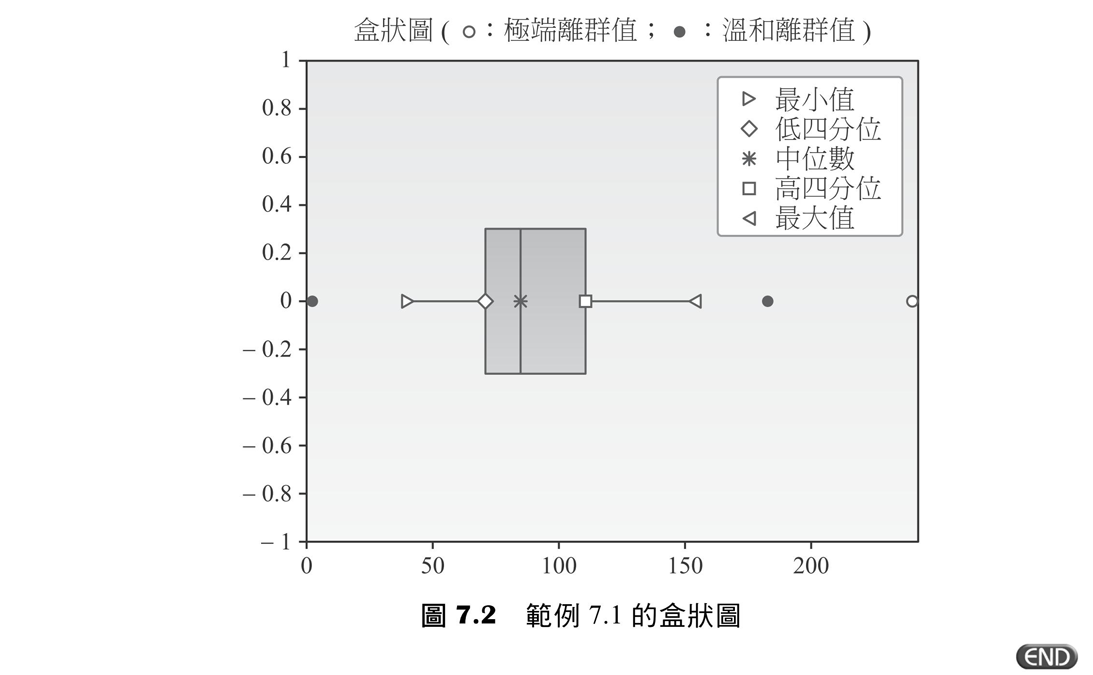 盒狀圖 ( ○：極端離群值；●：溫和離群值 )
1
0.8
0.6
0.4
0.2
0
– 0.2
– 0.4
– 0.6
– 0.8
– 1
最小值
低四分位
中位數
高四分位
最大值
0 50 100 150 200
圖 7.2 範例 7.1 的盒狀圖
END